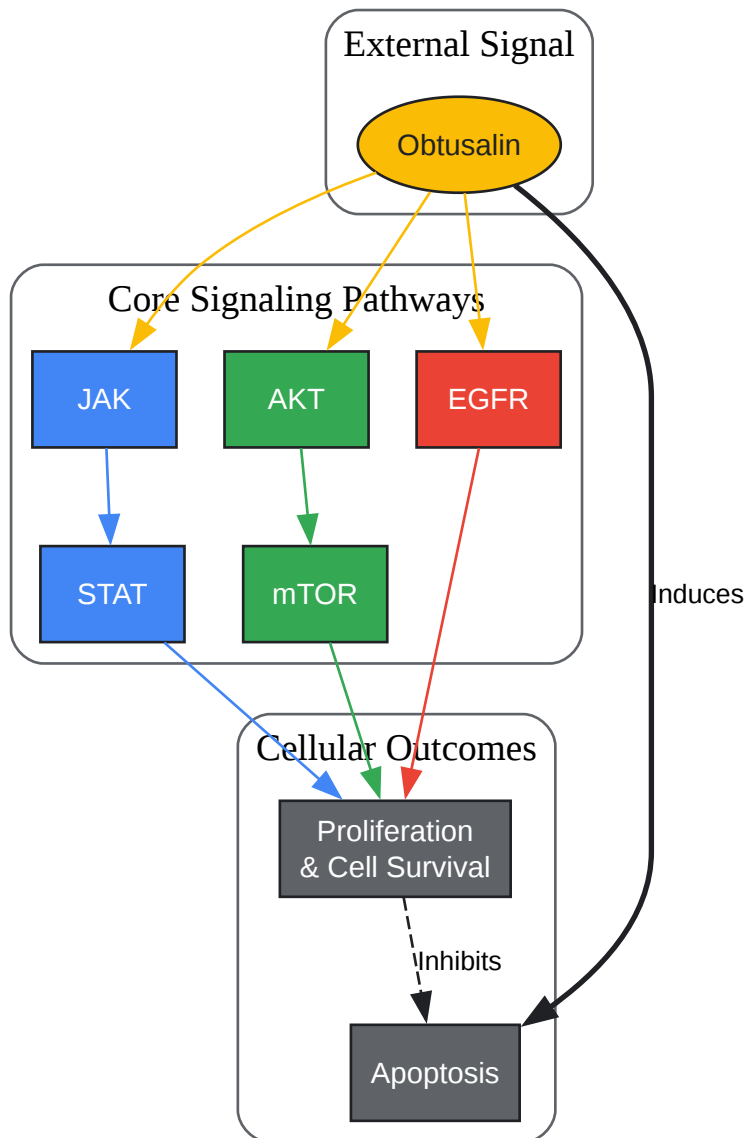 External Signal
Obtusalin
Core Signaling Pathways
JAK
AKT
EGFR
STAT
mTOR
Induces
Cellular Outcomes
Proliferation
& Cell Survival
Inhibits
Apoptosis